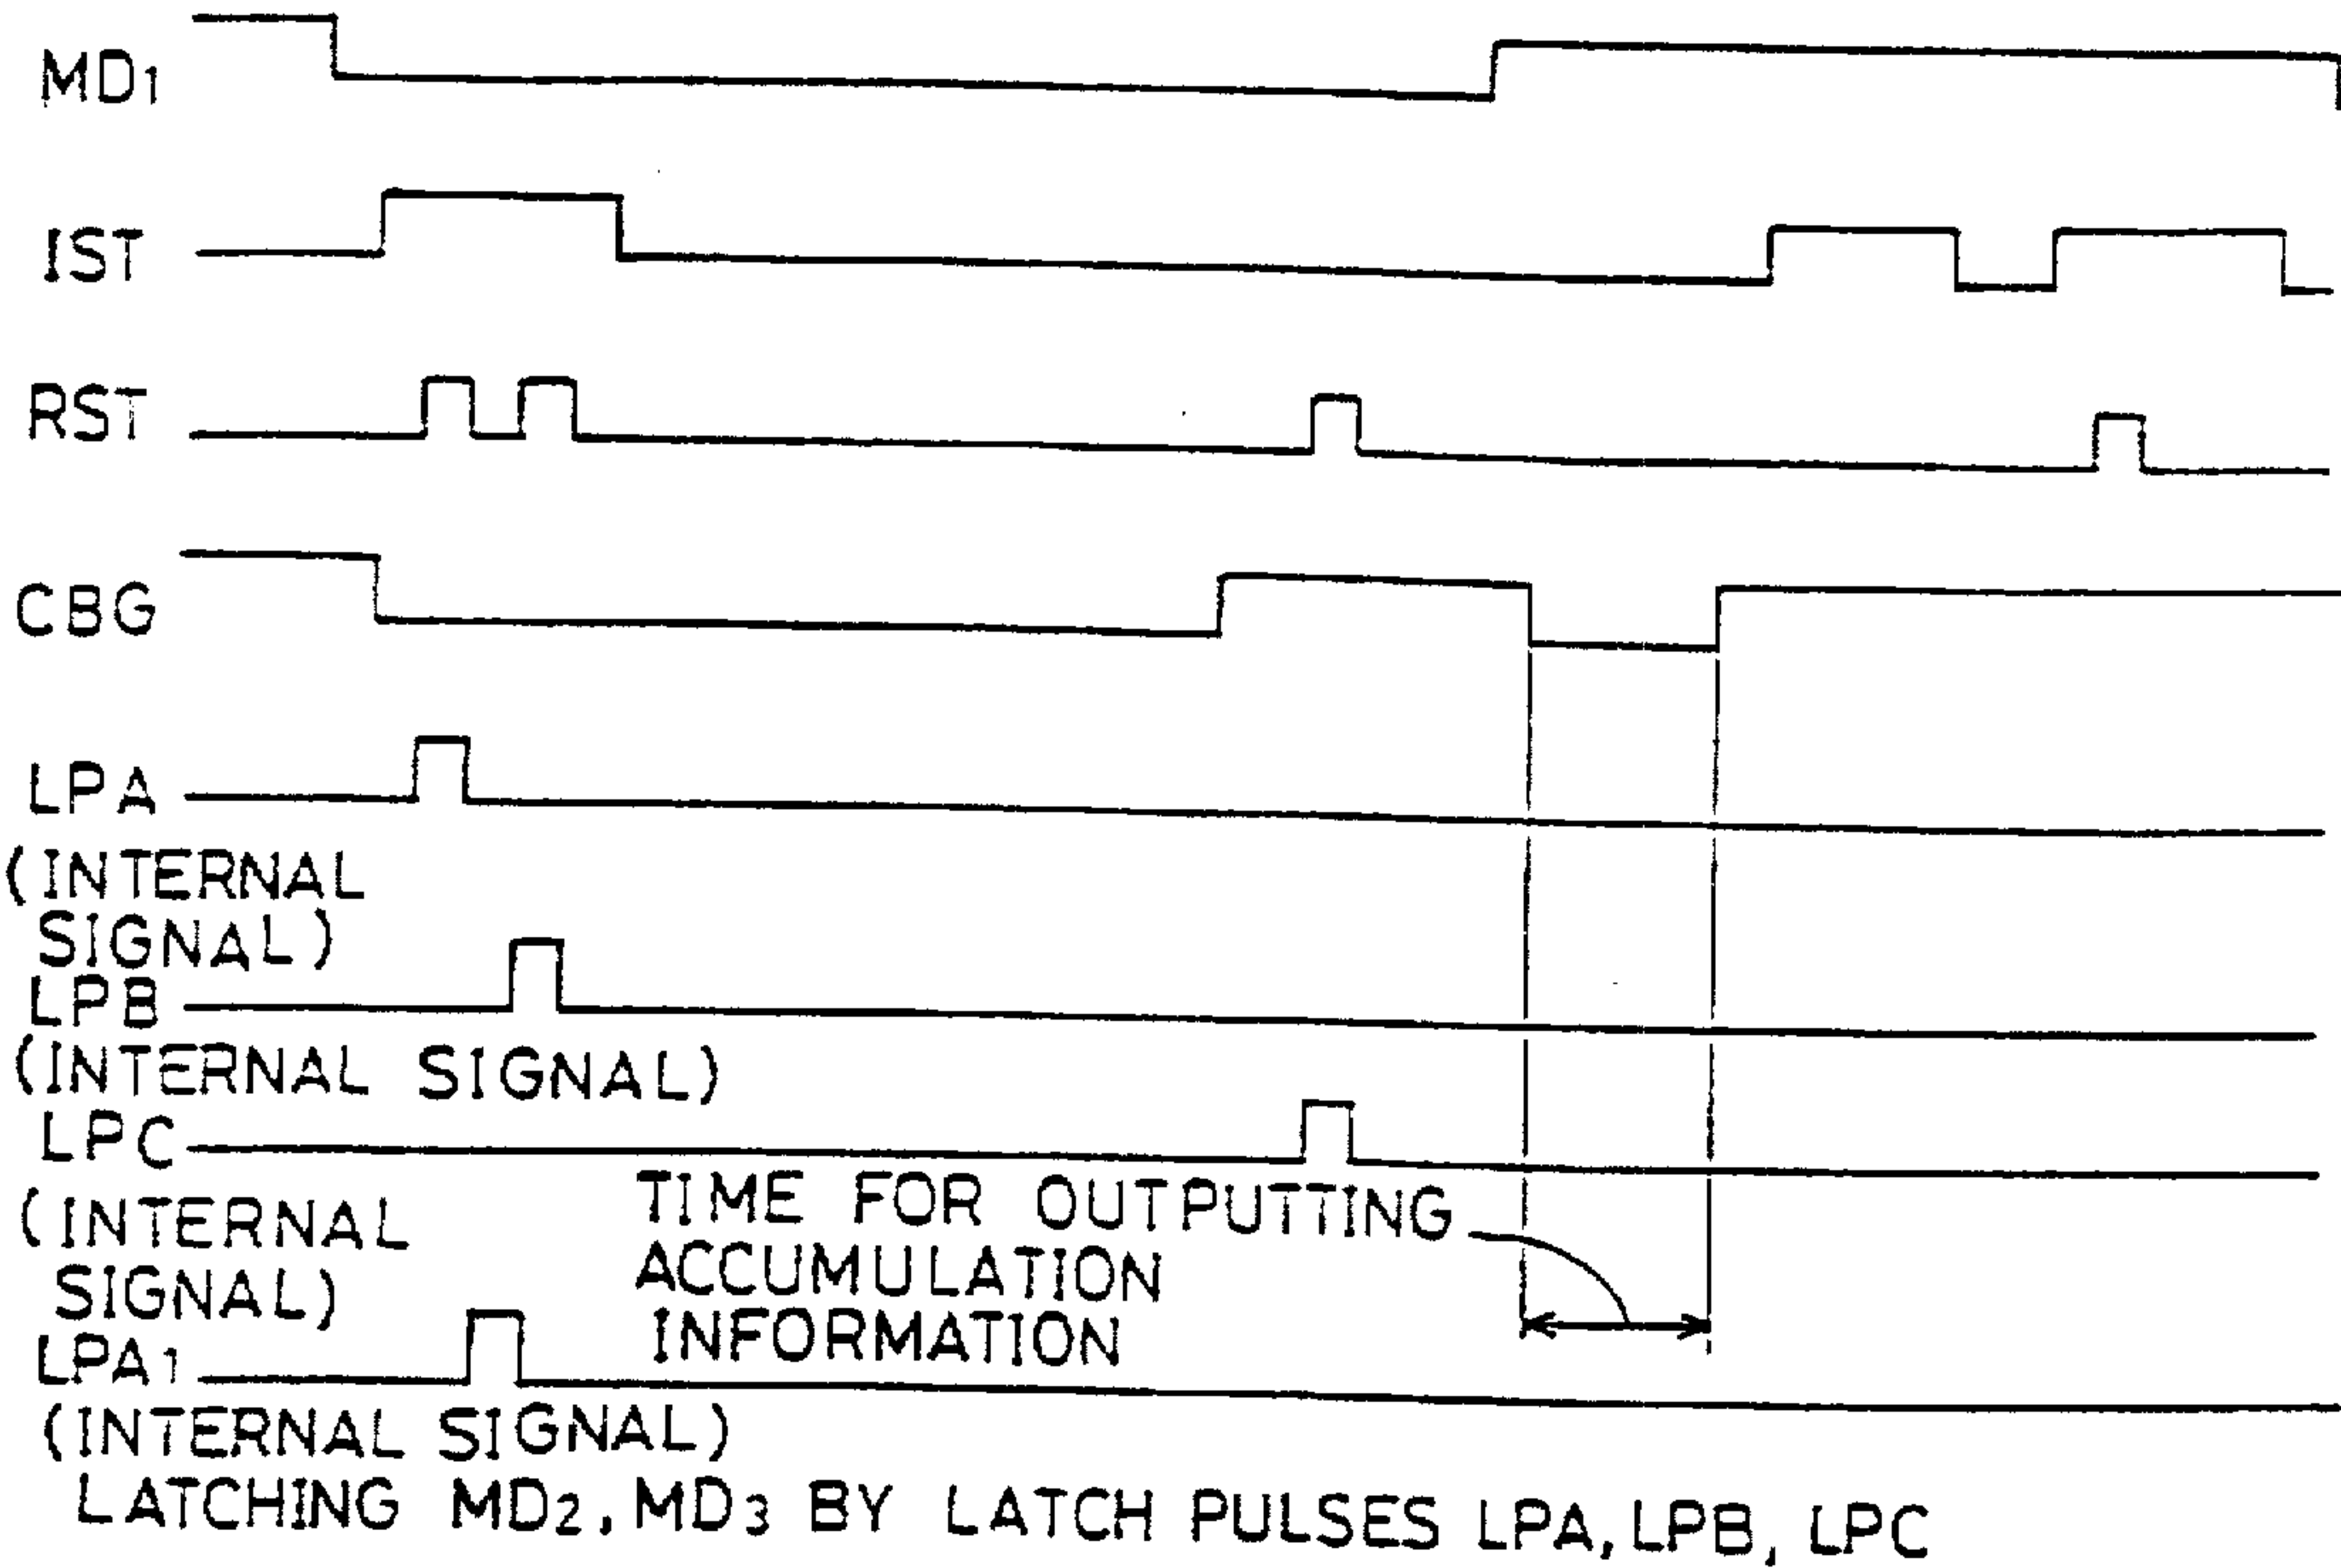 MD1
IST
RST
CBG
LPA
(INTERNAL
SIGNAL)
LPB
(INTERNAL SIGNAL)
LPC
(INTERNAL
SIGNAL)
TIME FOR OUTPUTTING
ACCUMULATION
INFORMATION
LPA1
(INTERNAL SIGNAL)
LATCHING MD2, MD3 BY LATCH PULSES LPA, LPB, LPC